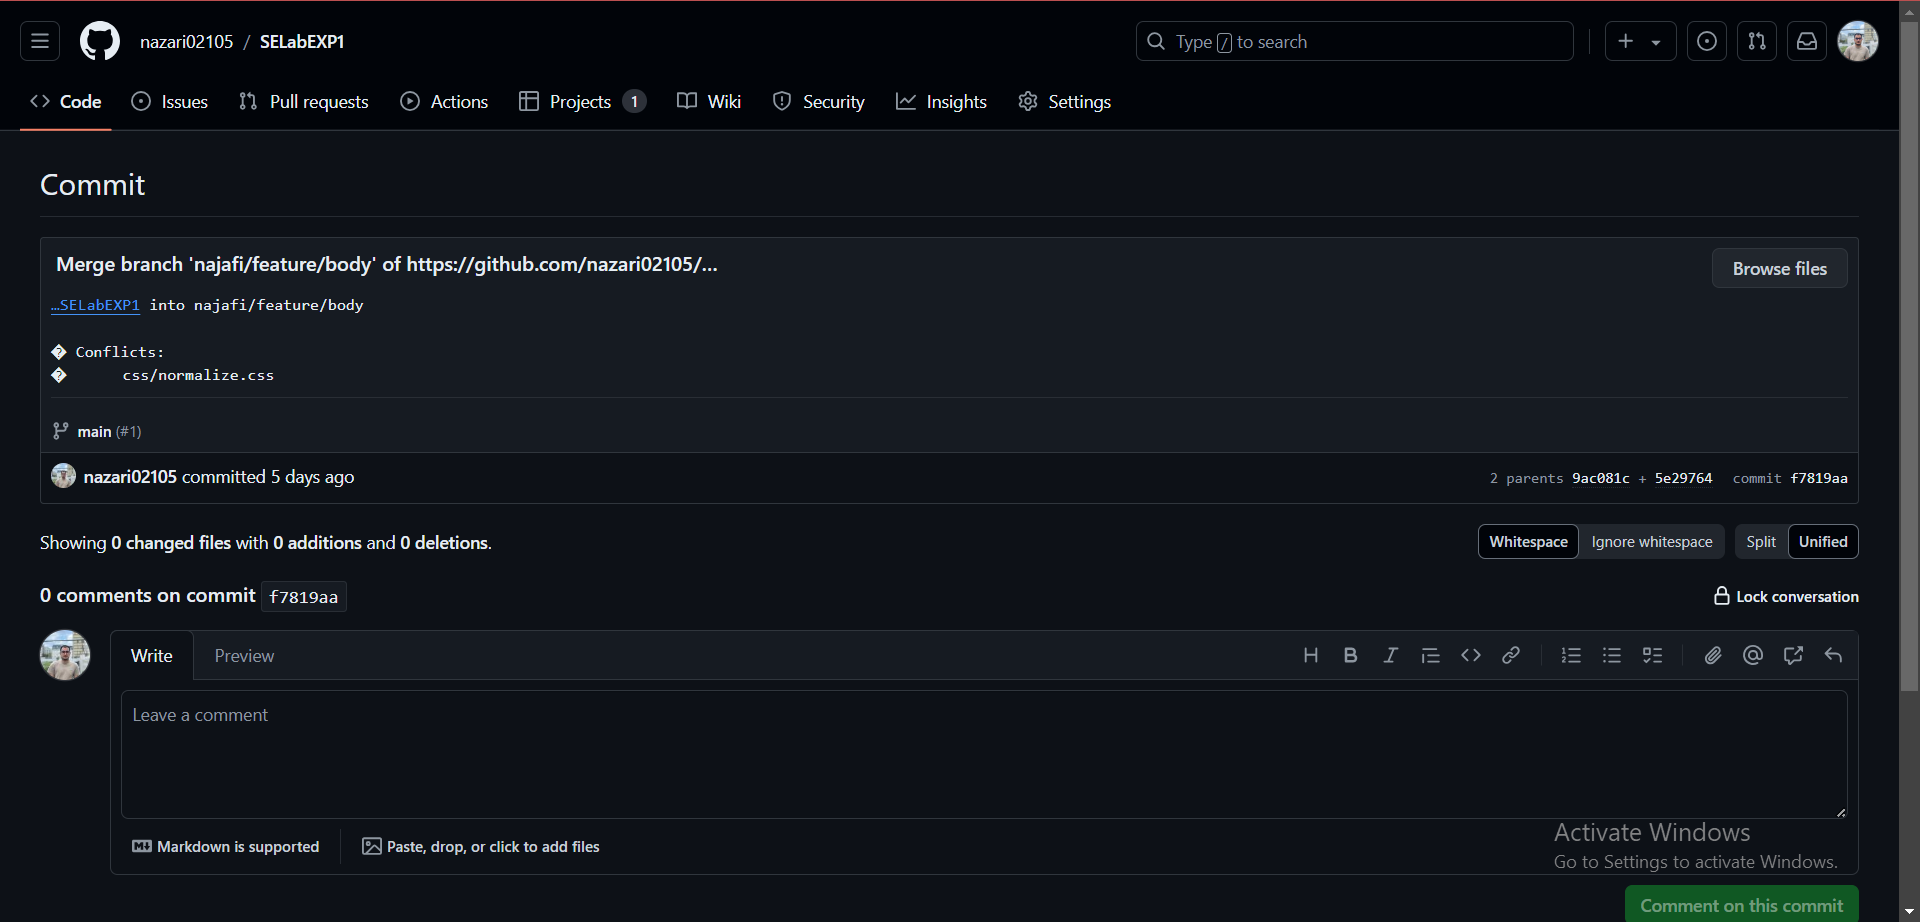 nazari02105 / SELabEXP1
Type / to search
Code Issues Pull requests Actions Projects 1 Wiki Security Insights Settings
Commit
Merge branch 'najafi/feature/body' of https://github.com/nazari02105/...
Browse files
…SELabEXP1 into najafi/feature/body
� Conflicts:
� css/normalize.css
main (#1)
nazari02105 committed 5 days ago
2 parents 9ac081c + 5e29764 commit f7819aa
Showing 0 changed files with 0 additions and 0 deletions.
Whitespace Ignore whitespace Split Unified
0 comments on commit f7819aa
Lock conversation
Write Preview
Leave a comment
Markdown is supported
Paste, drop, or click to add files
Activate Windows
Go to Settings to activate Windows.
Comment on this commit